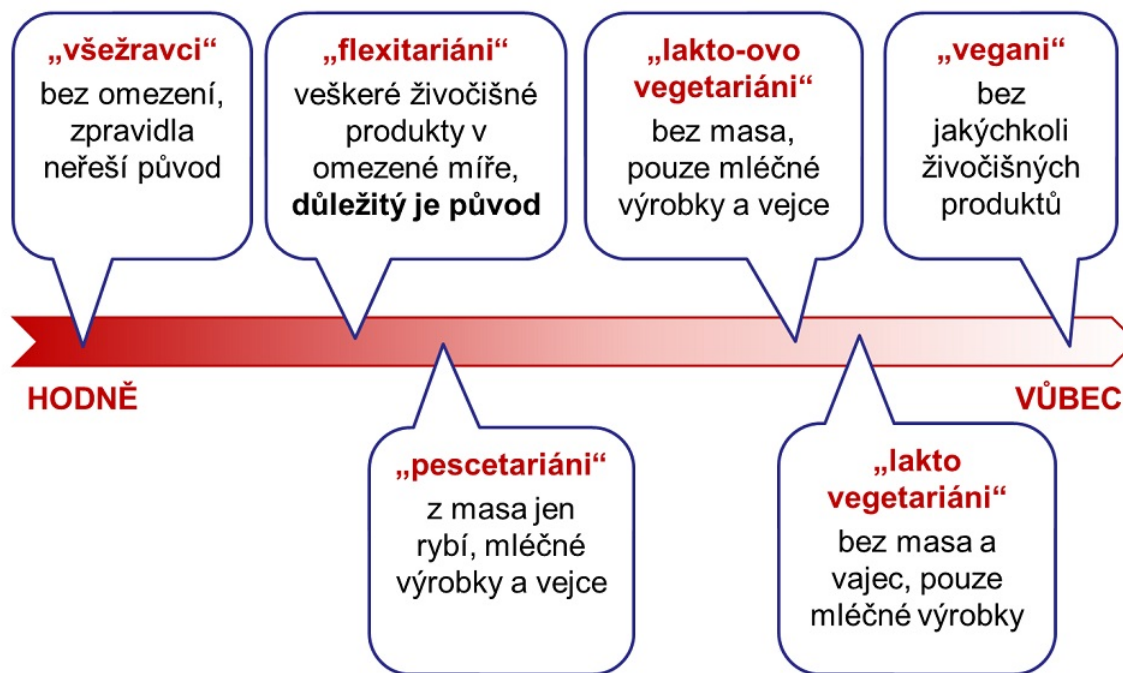 „všežravci“
bez omezení,
zpravidla
neřeší původ
„flexitariáni“
veškeré živočišné
produkty v
omezené míře,
důležitý je původ
„lakto-ovo
vegetariáni“
bez masa,
pouze mléčné
výrobky a vejce
„vegani“
bez
jakýchkoli
živočišných
produktů
HODNĚ
VŮBEC
„pescetariáni“
z masa jen
rybí, mléčné
výrobky a vejce
„lakto
vegetariáni“
bez masa a
vajec, pouze
mléčné výrobky